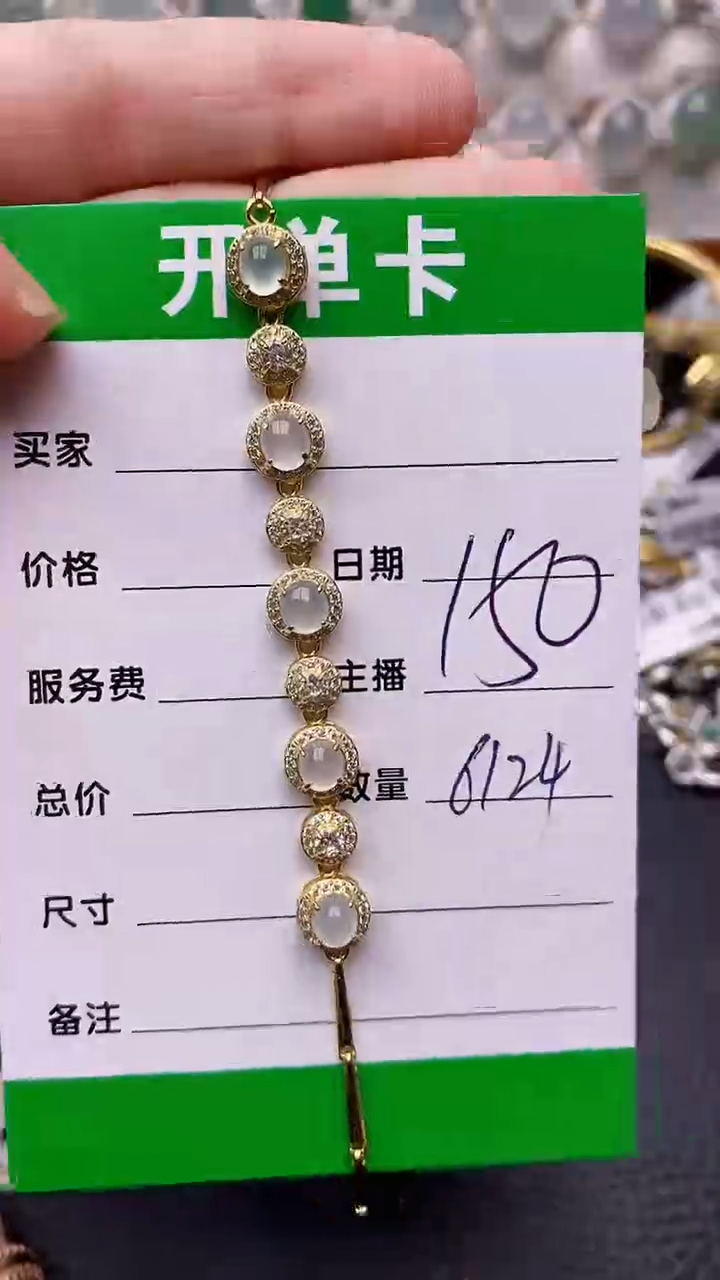 开单卡
买家
价格 日期 150
服务费 主播
总价 数量 6124
尺寸
备注